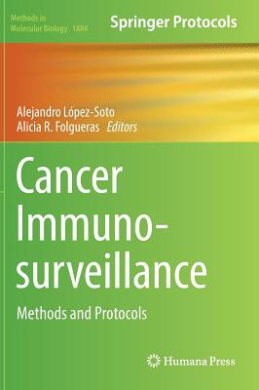 Methods in
Molecular Biology 1884
Springer Protocols
Alejandro López-Soto
Alicia R. Folgueras Editors
Cancer
Immuno-
surveillance
Methods and Protocols
Humana Press